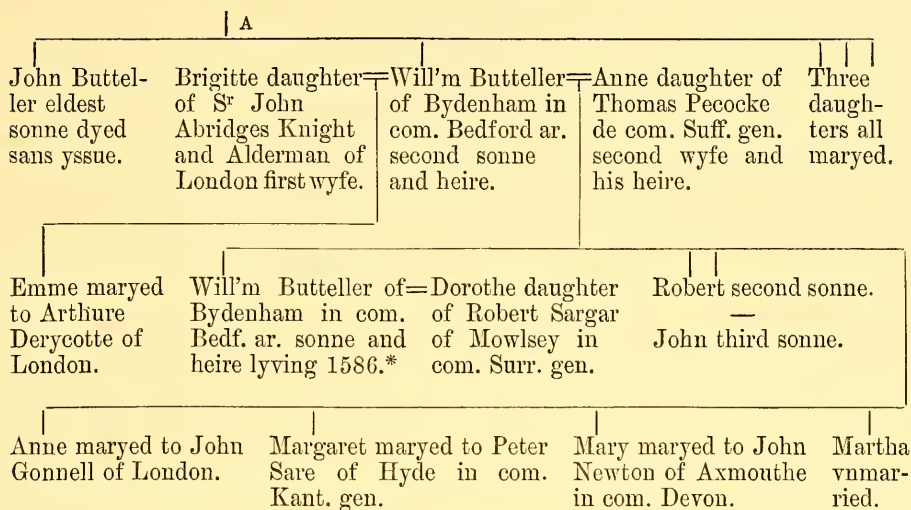 A
John Buttel-
ler eldest
sonne dyed
sans yssue.
Brigitte daughter
of Sr John
Abridges Knight
and Alderman of
London first wyfe.
=Will'm Butteller
of Bydenham in
com. Bedford ar.
second sonne
and heire.
=Anne daughter of
Thomas Pecocke
de com. Suff. gen.
second wyfe and
his heire.
Three
daugh-
ters all
maryed.
Emme maryed
to Arthure
Derycotte of
London.
Will'm Butteller of
Bydenham in com.
Bedf. ar. sonne and
heire lyving 1586.*
=Dorothe daughter
of Robert Sargar
of Mowlsey in
com. Surr. gen.
Robert second sonne.
—
John third sonne.
Anne maryed to John
Gonnell of London.
Margaret maryed to Peter
Sare of Hyde in com.
Kant. gen.
Mary maryed to John
Newton of Axmouthe
in com. Devon.
Martha
vnmar-
ried.